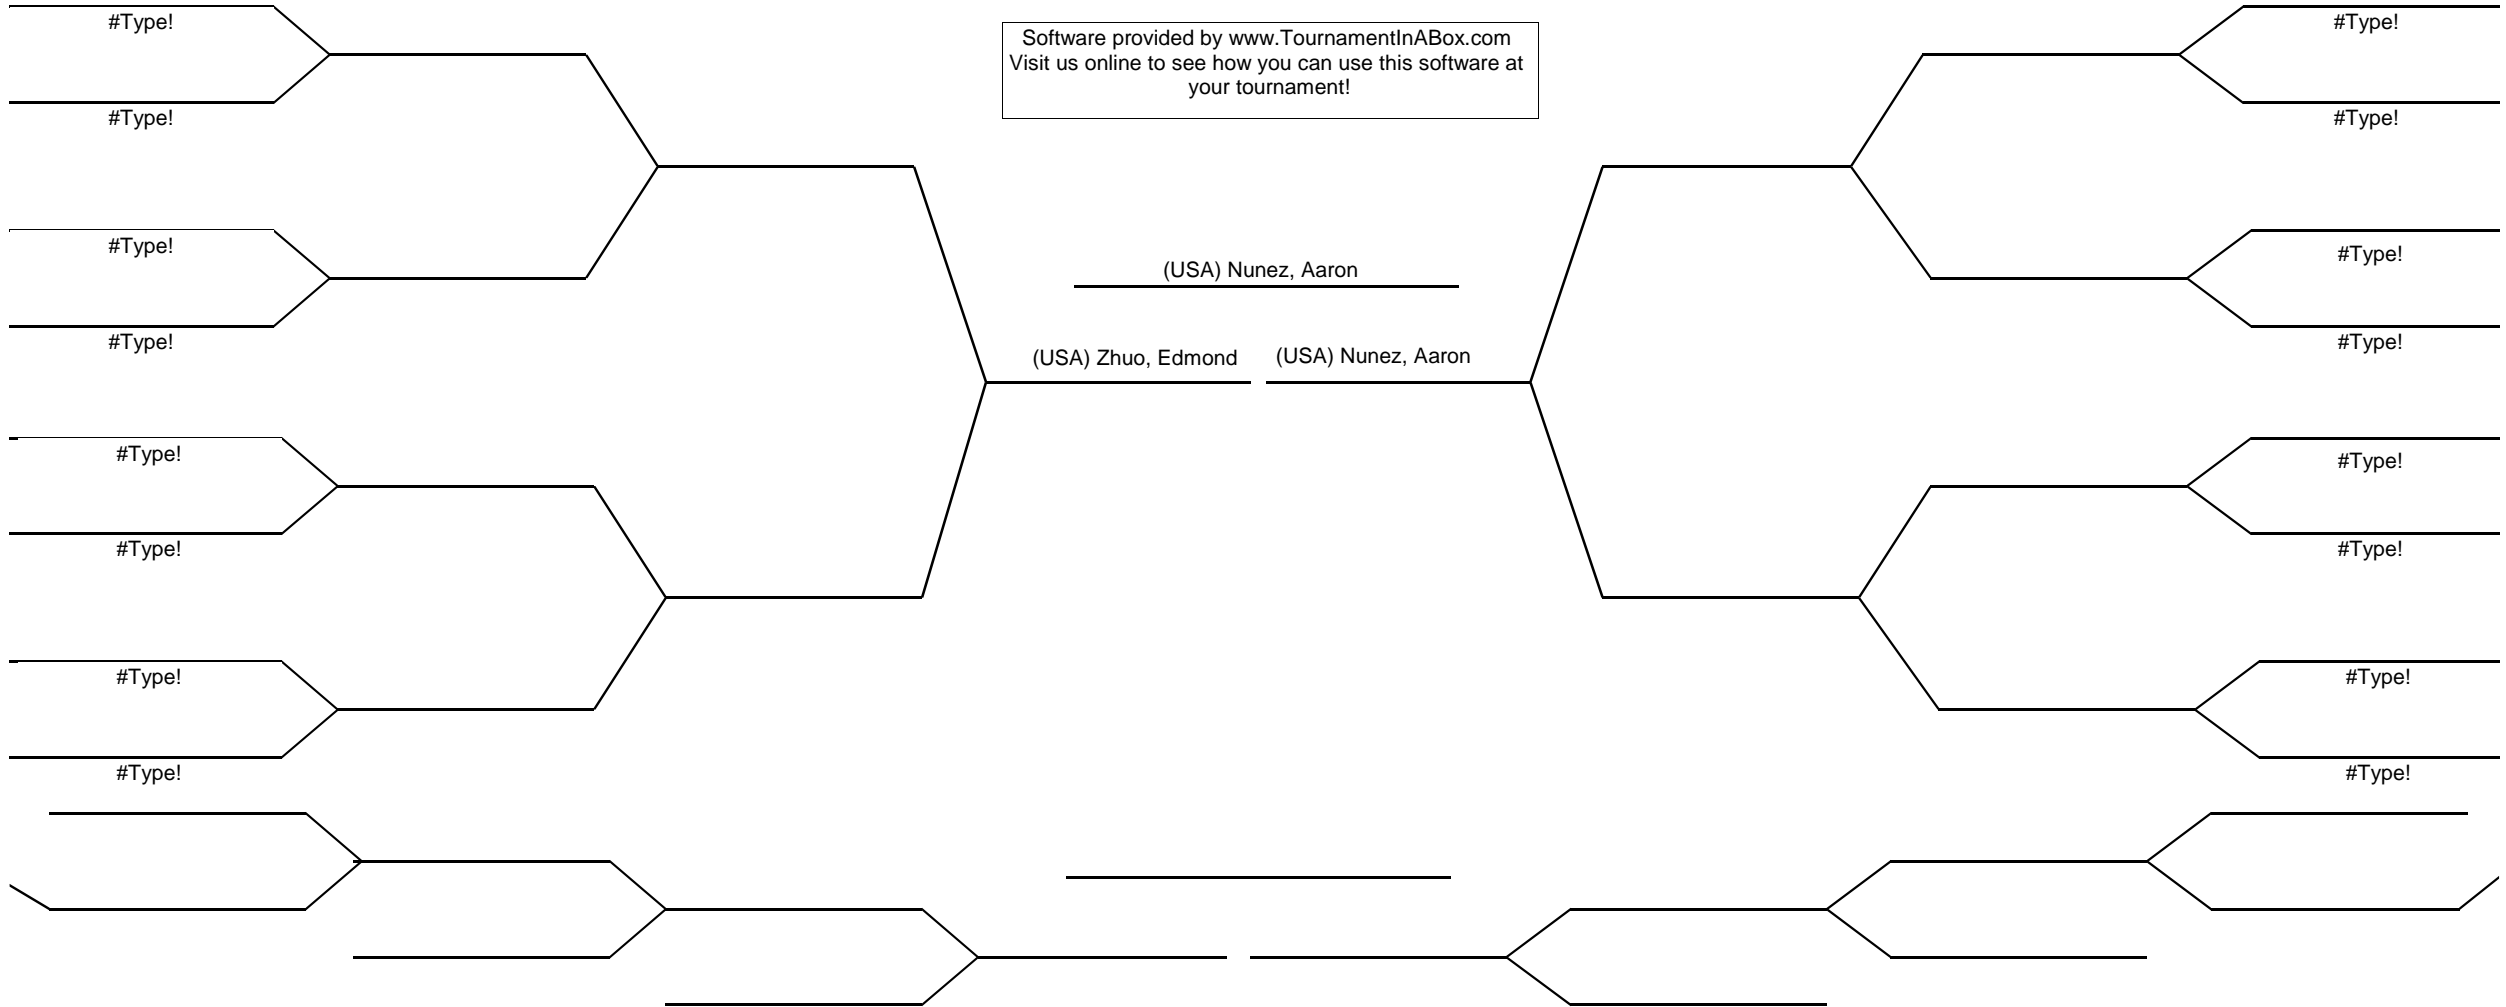 #Type!
#Type!
Software provided by www.TournamentInABox.com
Visit us online to see how you can use this software at
your tournament!
#Type!
#Type!
#Type!
#Type!
(USA) Nunez, Aaron
#Type!
#Type!
(USA) Zhuo, Edmond
(USA) Nunez, Aaron
#Type!
#Type!
#Type!
#Type!
#Type!
#Type!
#Type!
#Type!